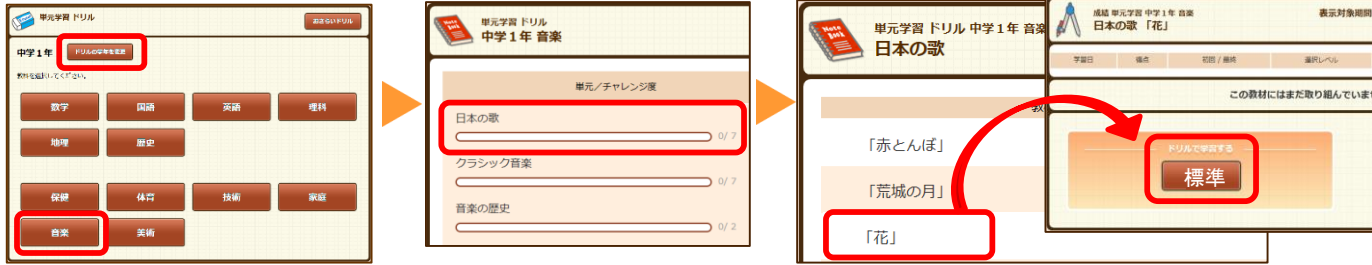 単元学習 ドリル
おさらいドリル
中学1年
ドリルの学年を変更
教科を選択してください。
数学
国語
英語
理科
地理
歴史
保健
体育
技術
家庭
音楽
美術
Note Book
単元学習 ドリル
中学1年 音楽
単元/チャレンジ度
日本の歌
0/ 7
クラシック音楽
0/ 7
音楽の歴史
0/ 2
Note Book
単元学習 ドリル 中学1年 音楽
日本の歌
「赤とんぼ」
「荒城の月」
「花」
成績 単元学習 中学1年 音楽
日本の歌 「花」
表示対象期間
学習日
得点
初回 / 最終
選択レベル
この教材にはまだ取り組んでいませ
ドリルで学習する
標準